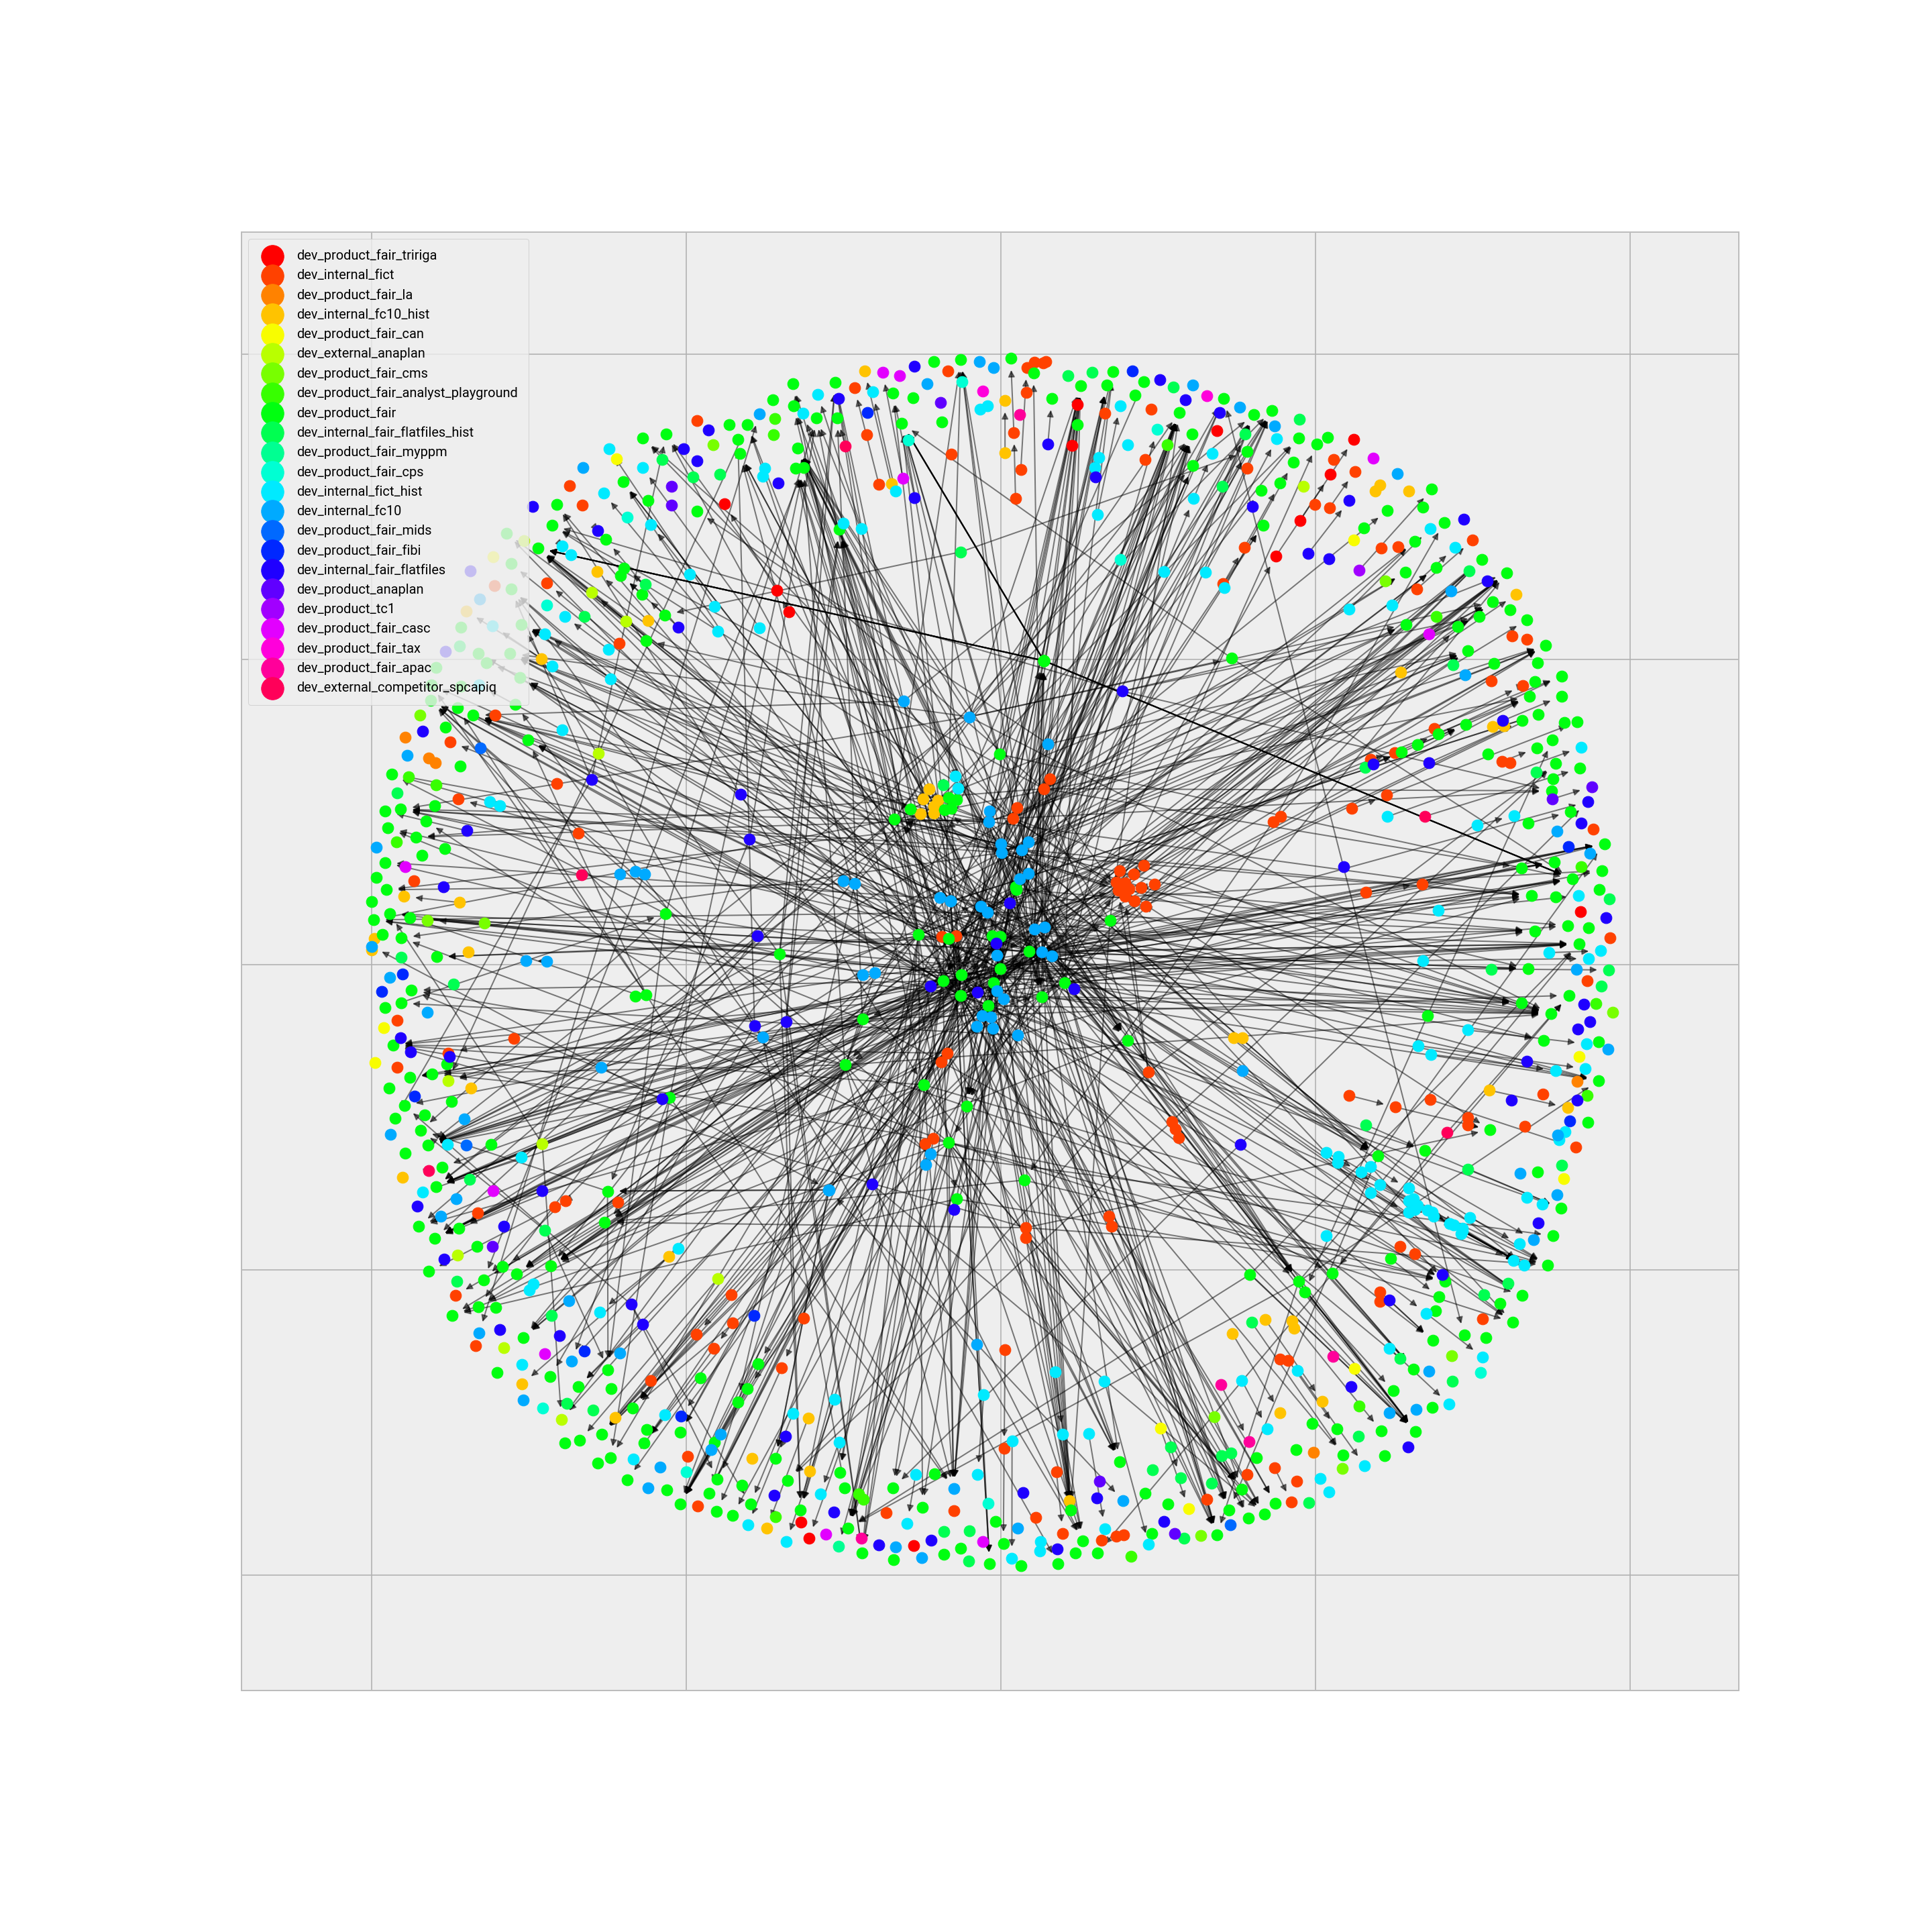 dev_product_fair_tririga
dev_internal_fict
dev_product_fair_la
dev_internal_fc10_hist
dev_product_fair_can
dev_external_anaplan
dev_product_fair_cms
dev_product_fair_analyst_playground
dev_product_fair
dev_internal_fair_flatfiles_hist
dev_product_fair_myppm
dev_product_fair_cps
dev_internal_fict_hist
dev_internal_fc10
dev_product_fair_mids
dev_product_fair_fibi
dev_internal_fair_flatfiles
dev_product_anaplan
dev_product_tc1
dev_product_fair_casc
dev_product_fair_tax
dev_product_fair_apac
dev_external_competitor_spcapiq